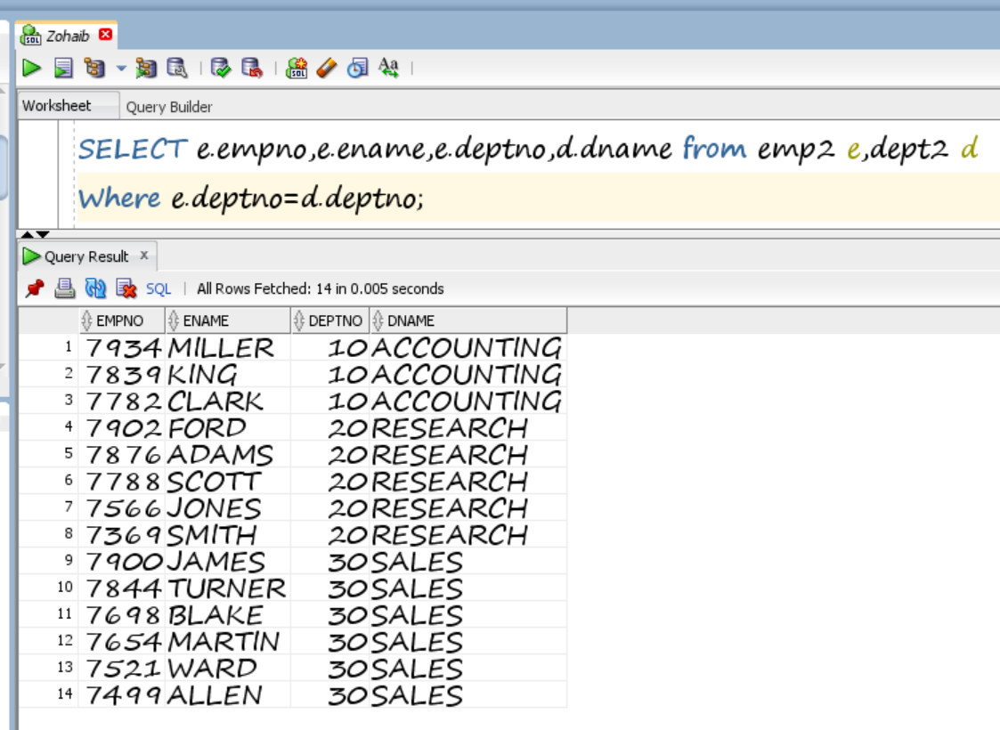 Zohaib
Worksheet Query Builder
SELECT e.empno,e.ename,e.deptno,d.dname from emp2 e,dept2 d
Where e.deptno=d.deptno;
Query Result x
SQL | All Rows Fetched: 14 in 0.005 seconds
EMPNO ENAME DEPTNO DNAME
1 7934 MILLER 10 ACCOUNTING
2 7839 KING 10 ACCOUNTING
3 7782 CLARK 10 ACCOUNTING
4 7902 FORD 20 RESEARCH
5 7876 ADAMS 20 RESEARCH
6 7788 SCOTT 20 RESEARCH
7 7566 JONES 20 RESEARCH
8 7369 SMITH 20 RESEARCH
9 7900 JAMES 30 SALES
10 7844 TURNER 30 SALES
11 7698 BLAKE 30 SALES
12 7654 MARTIN 30 SALES
13 7521 WARD 30 SALES
14 7499 ALLEN 30 SALES